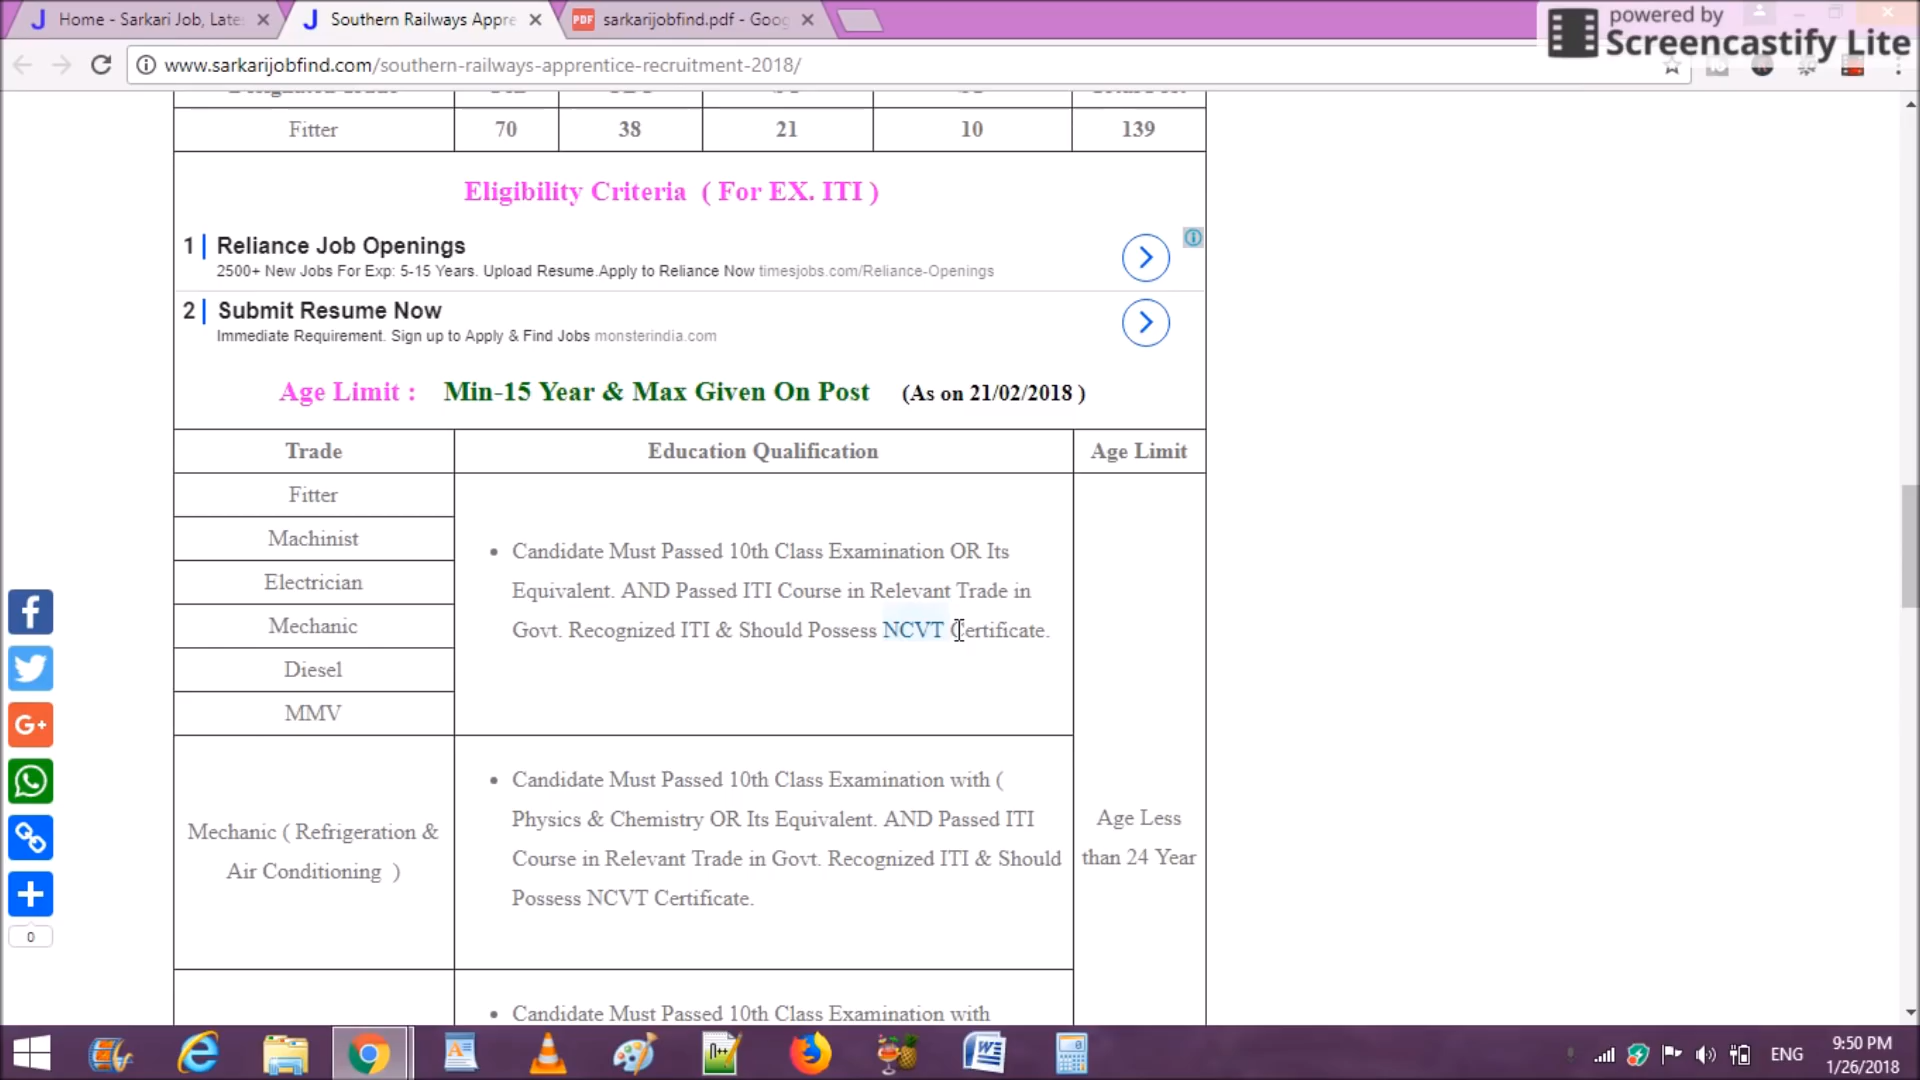 Home - Sarkari Job, Late
Southern Railways Appre
PDF sarkarijobfind.pdf - Goog
powered by
Screencastify Lite
www.sarkarijobfind.com/southern-railways-apprentice-recruitment-2018/
Fitter 70 38 21 10 139
Eligibility Criteria ( For EX. ITI )
1 Reliance Job Openings
2500+ New Jobs For Exp: 5-15 Years. Upload Resume.Apply to Reliance Now timesjobs.com/Reliance-Openings
2 Submit Resume Now
Immediate Requirement. Sign up to Apply & Find Jobs monsterindia.com
Age Limit : Min-15 Year & Max Given On Post (As on 21/02/2018 )
Trade Education Qualification Age Limit
Fitter
Machinist
Electrician
Mechanic
Diesel
MMV
Candidate Must Passed 10th Class Examination OR Its
Equivalent. AND Passed ITI Course in Relevant Trade in
Govt. Recognized ITI & Should Possess NCVT Certificate.
Mechanic ( Refrigeration &
Air Conditioning )
Candidate Must Passed 10th Class Examination with (
Physics & Chemistry OR Its Equivalent. AND Passed ITI
Course in Relevant Trade in Govt. Recognized ITI & Should
Possess NCVT Certificate.
Age Less
than 24 Year
Candidate Must Passed 10th Class Examination with
0
ENG
9:50 PM
1/26/2018